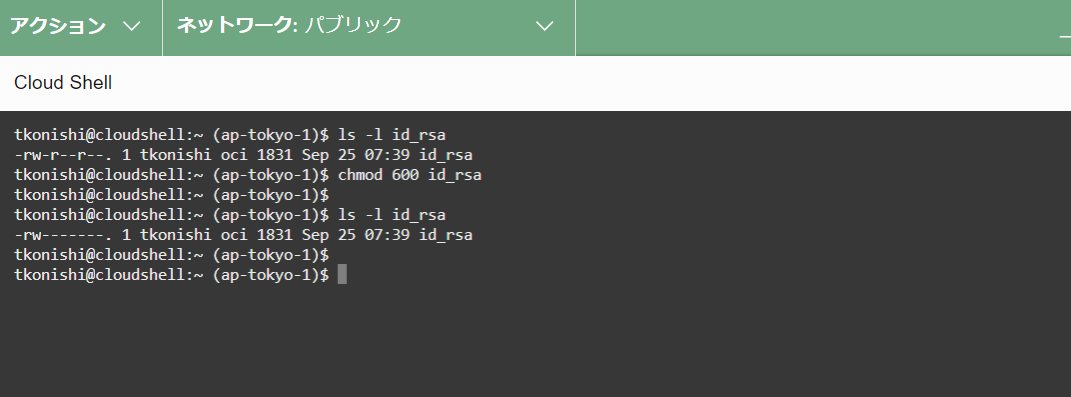 アクション ネットワーク: パブリック
Cloud Shell
tkonishi@cloudshell:~ (ap-tokyo-1)$ ls -l id_rsa
-rw-r--r--. 1 tkonishi oci 1831 Sep 25 07:39 id_rsa
tkonishi@cloudshell:~ (ap-tokyo-1)$ chmod 600 id_rsa
tkonishi@cloudshell:~ (ap-tokyo-1)$
tkonishi@cloudshell:~ (ap-tokyo-1)$ ls -l id_rsa
-rw-------. 1 tkonishi oci 1831 Sep 25 07:39 id_rsa
tkonishi@cloudshell:~ (ap-tokyo-1)$
tkonishi@cloudshell:~ (ap-tokyo-1)$